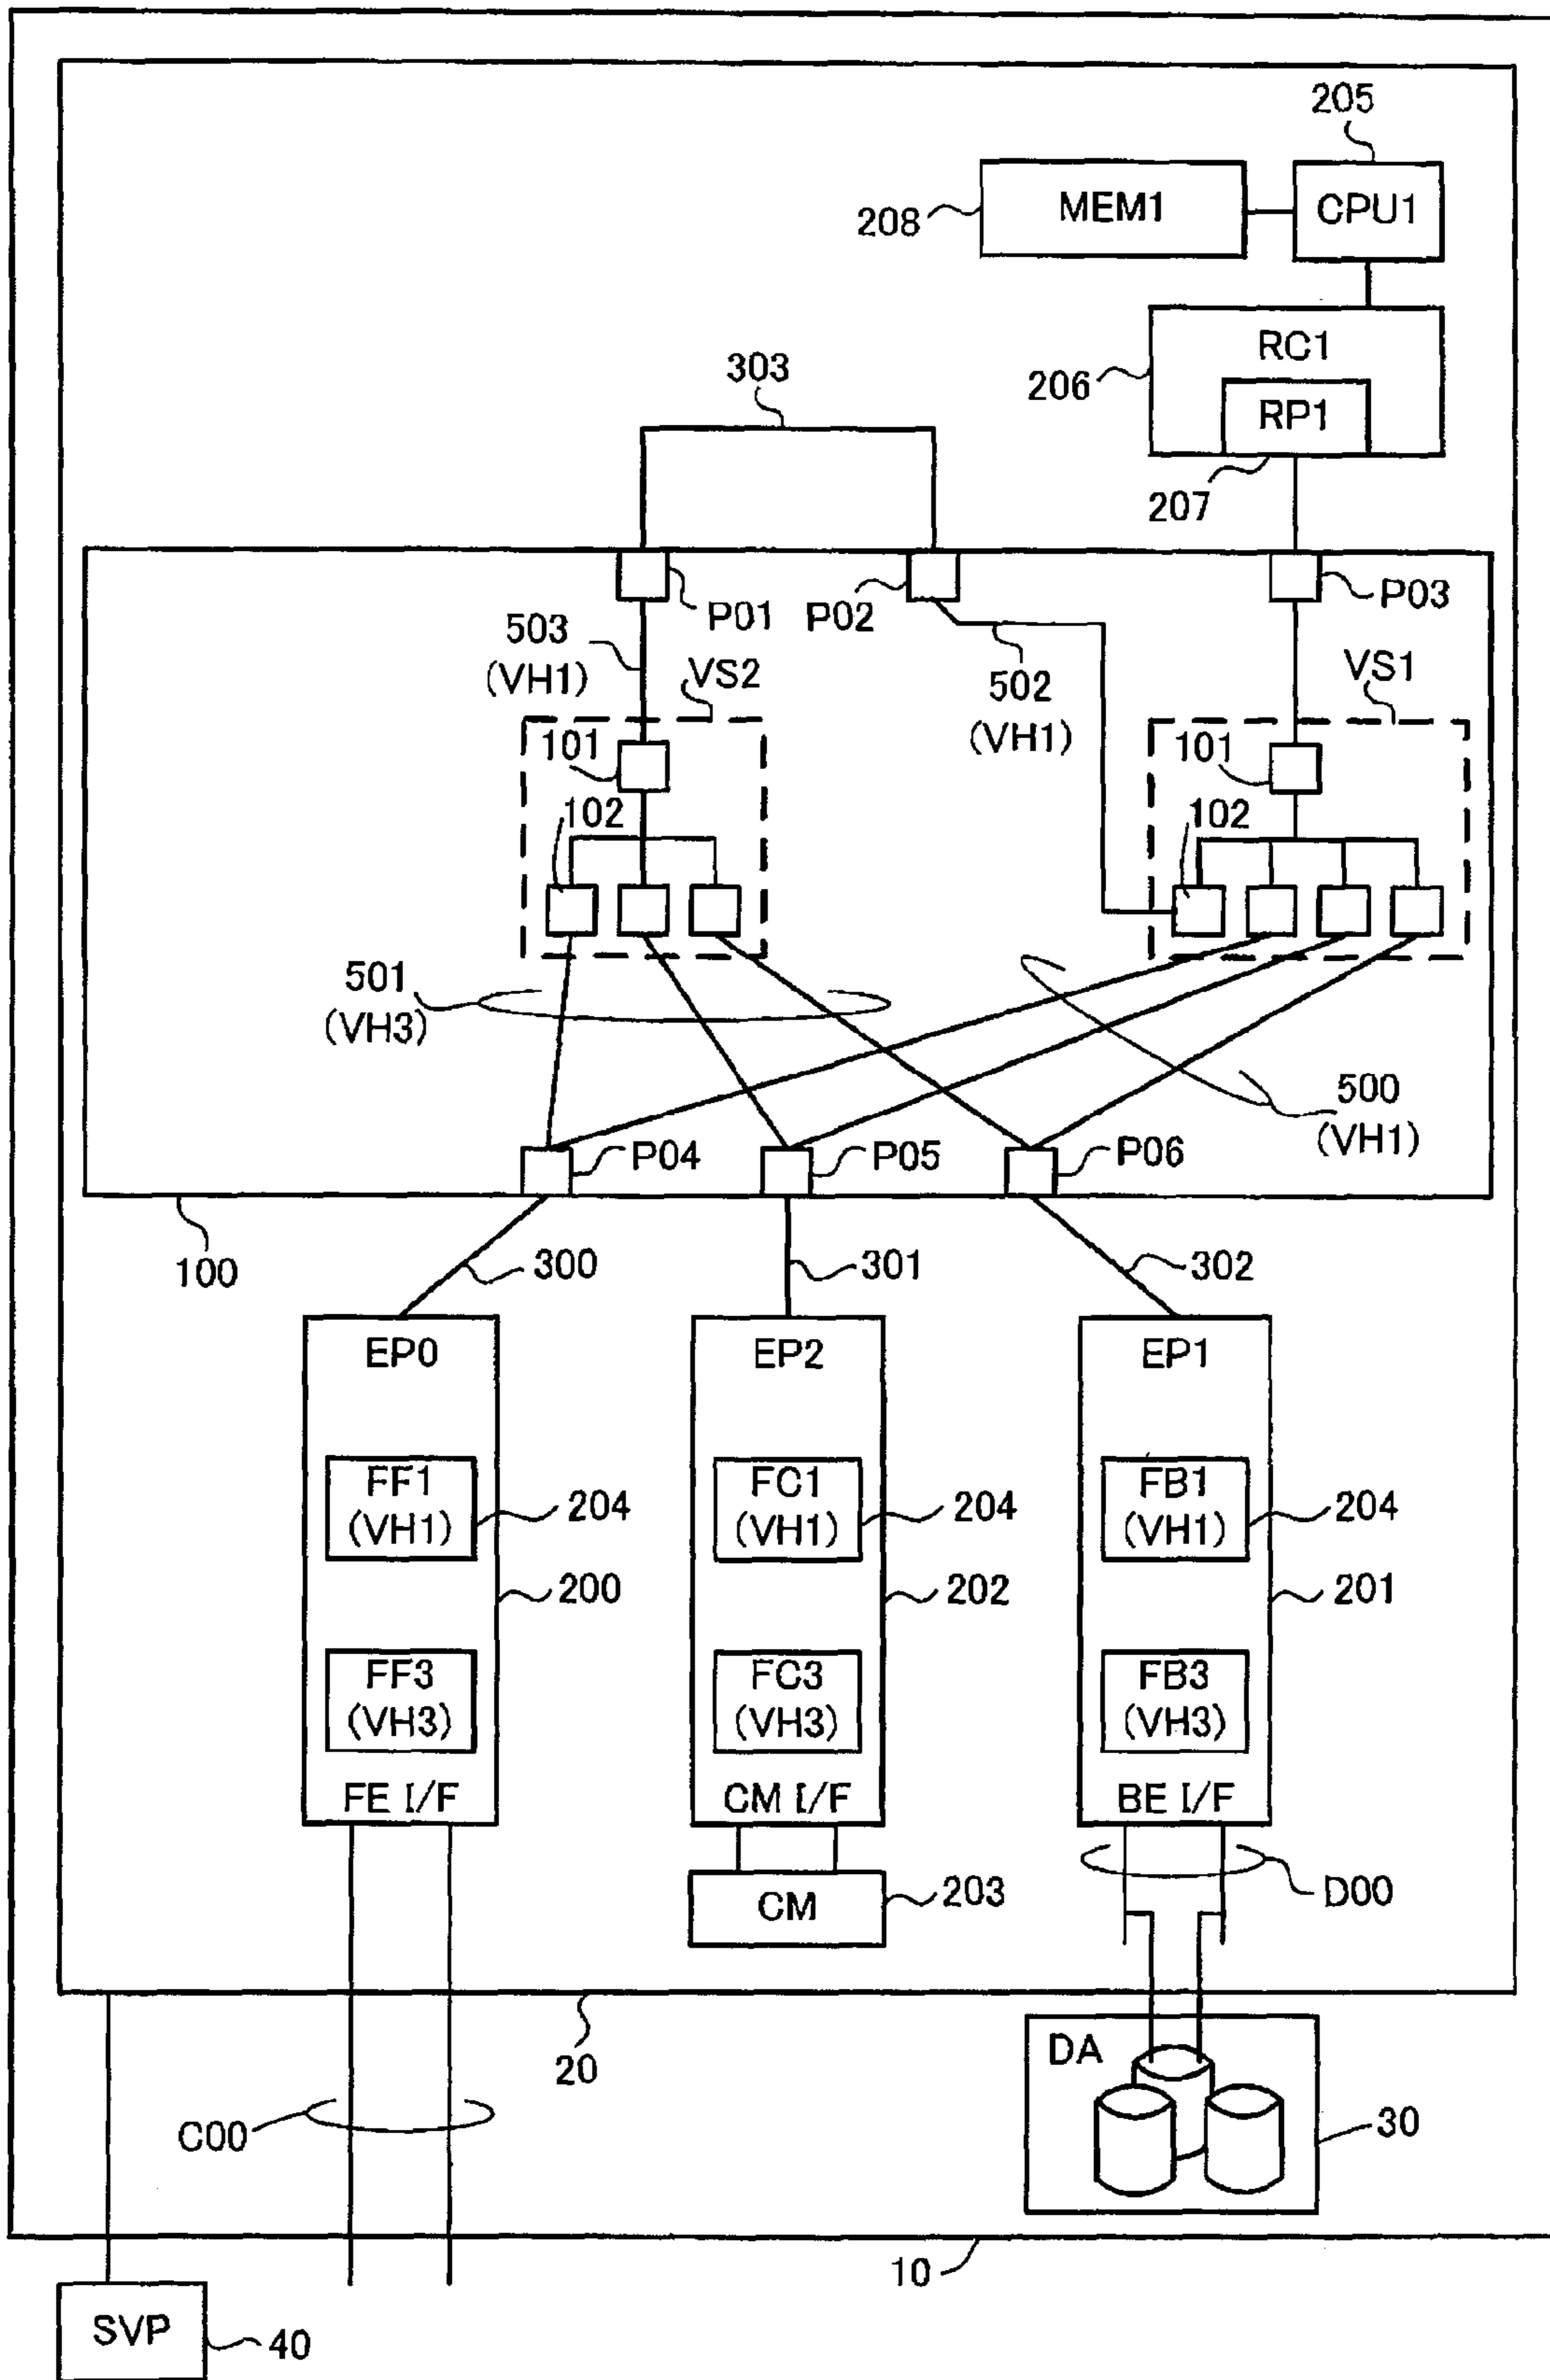 205
208
MEM1
CPU1
RC1
206
RP1
303
207
P01
P02
P03
503
(VH1)
VS2
502
(VH1)
VS1
101
101
102
102
501
(VH3)
500
(VH1)
P04
P05
P06
100
300
301
302
EP0
EP2
EP1
FF1
(VH1)
204
FC1
(VH1)
204
FB1
(VH1)
204
200
202
201
FF3
(VH3)
FC3
(VH3)
FB3
(VH3)
FE I/F
CM I/F
BE I/F
CM
203
D00
20
DA
C00
30
10
SVP
40